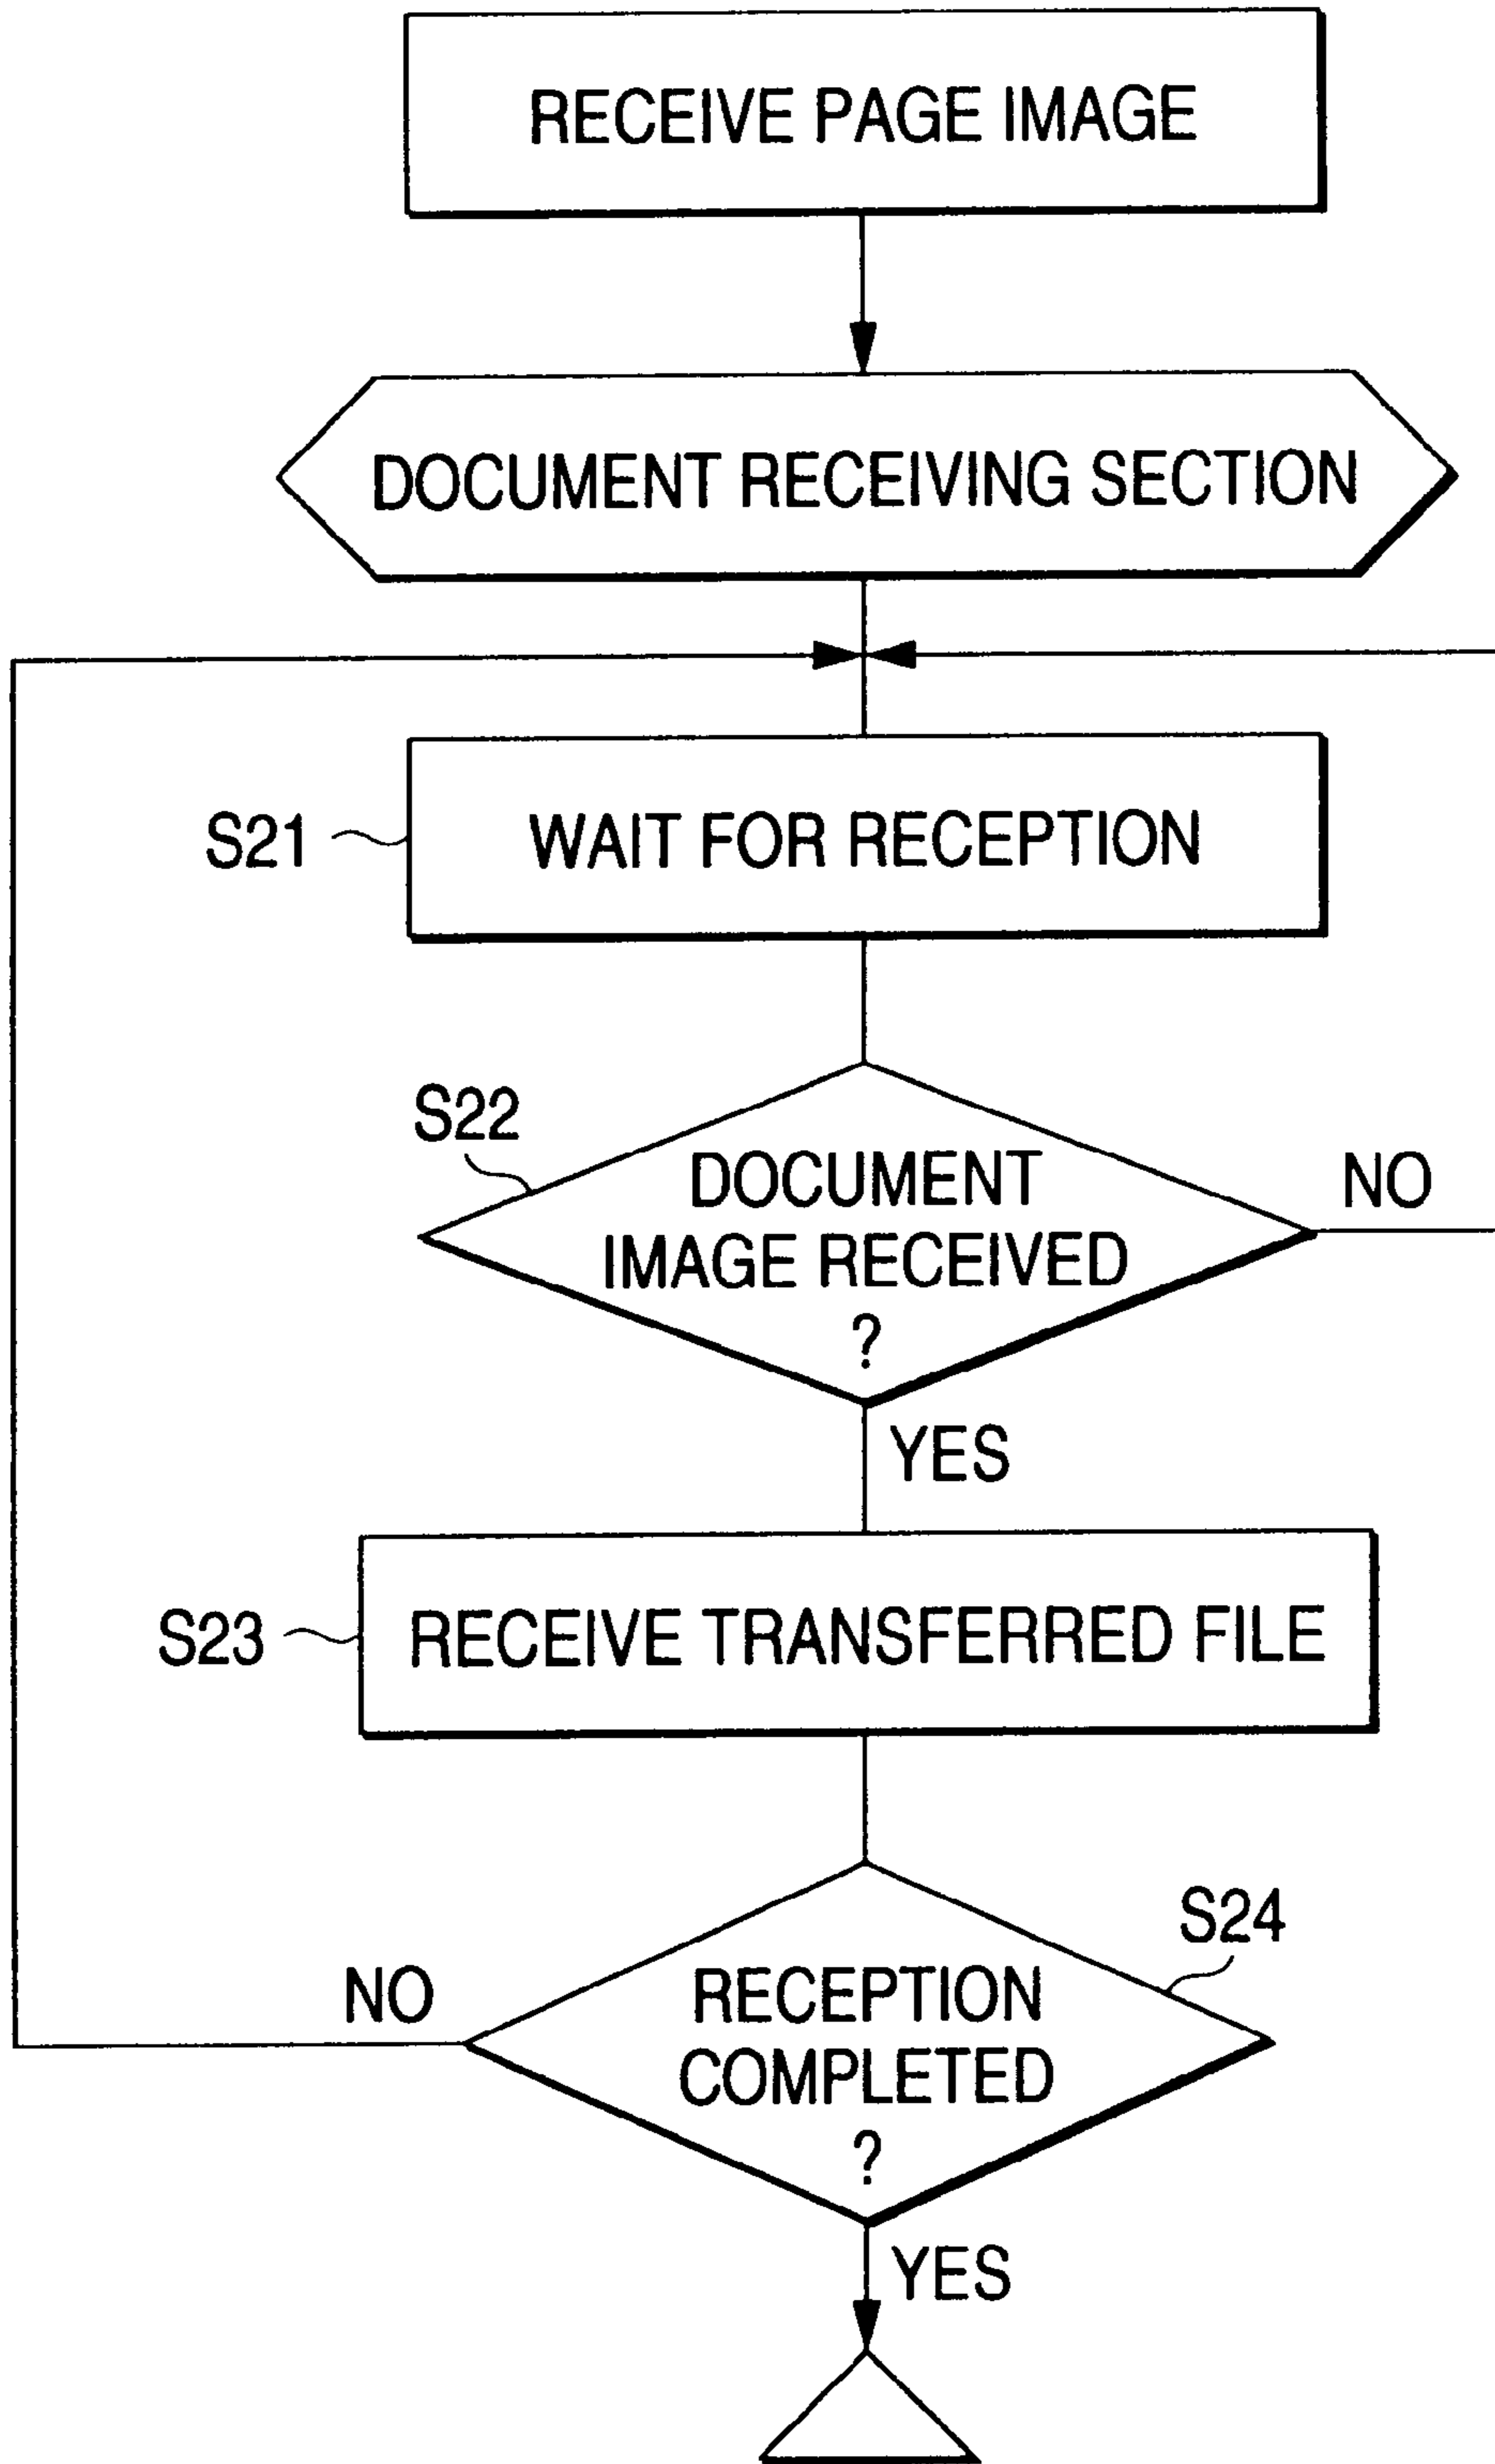 RECEIVE PAGE IMAGE
DOCUMENT RECEIVING SECTION
S21
WAIT FOR RECEPTION
S22
DOCUMENT
IMAGE RECEIVED
?
NO
YES
S23
RECEIVE TRANSFERRED FILE
S24
NO
RECEPTION
COMPLETED
?
YES